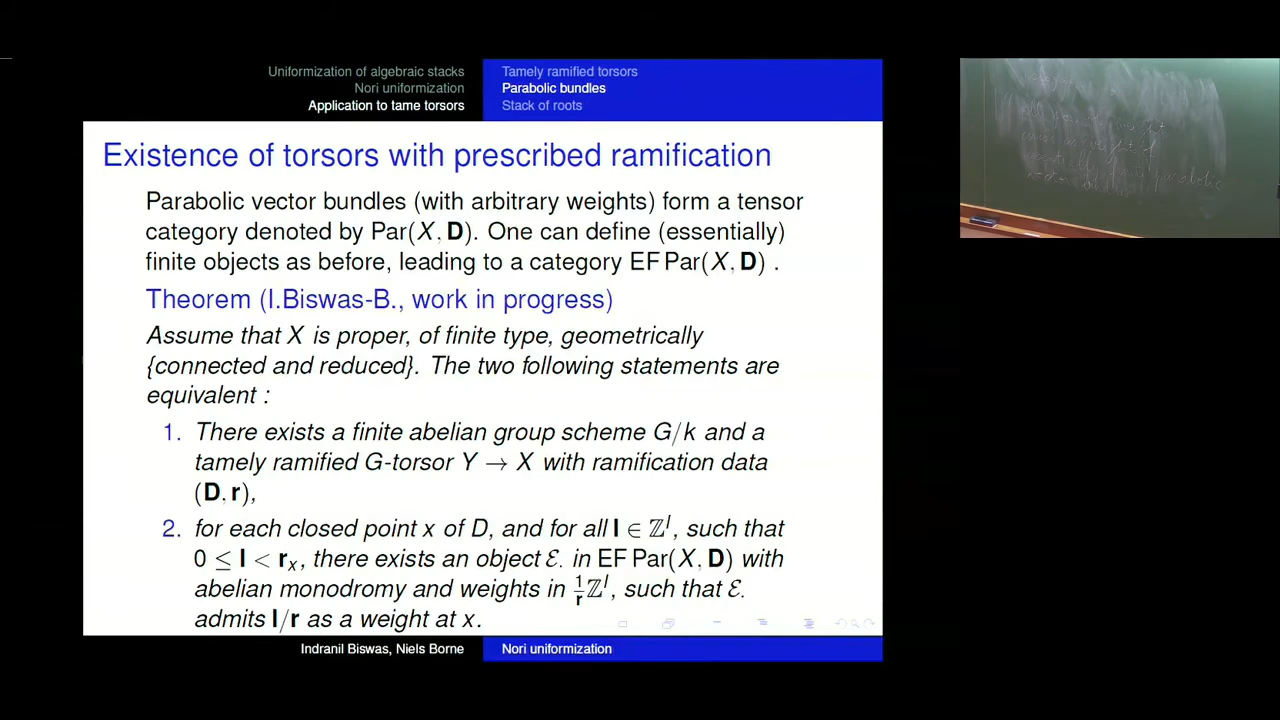 Uniformization of algebraic stacks
Nori uniformization
Application to tame torsors
Tamely ramified torsors
Parabolic bundles
Stack of roots
Existence of torsors with prescribed ramification
Parabolic vector bundles (with arbitrary weights) form a tensor
category denoted by Par(X, D). One can define (essentially)
finite objects as before, leading to a category EF Par(X, D) .
Theorem (I.Biswas-B., work in progress)
Assume that X is proper, of finite type, geometrically
{connected and reduced}. The two following statements are
equivalent :
1. There exists a finite abelian group scheme G/k and a
tamely ramified G-torsor Y → X with ramification data
(D, r),
2. for each closed point x of D, and for all l ∈ ℤᴵ, such that
0 ≤ l < rₓ, there exists an object ℰ. in EF Par(X, D) with
abelian monodromy and weights in 1/r ℤᴵ, such that ℰ.
admits l/r as a weight at x.
Indranil Biswas, Niels Borne
Nori uniformization